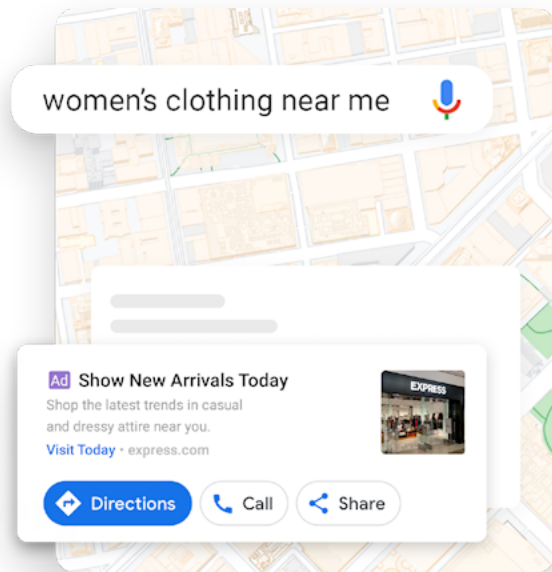 women's clothing near me
Ad Show New Arrivals Today
EXPRESS
Shop the latest trends in casual
and dressy attire near you.
Visit Today · express.com
Directions Call Share